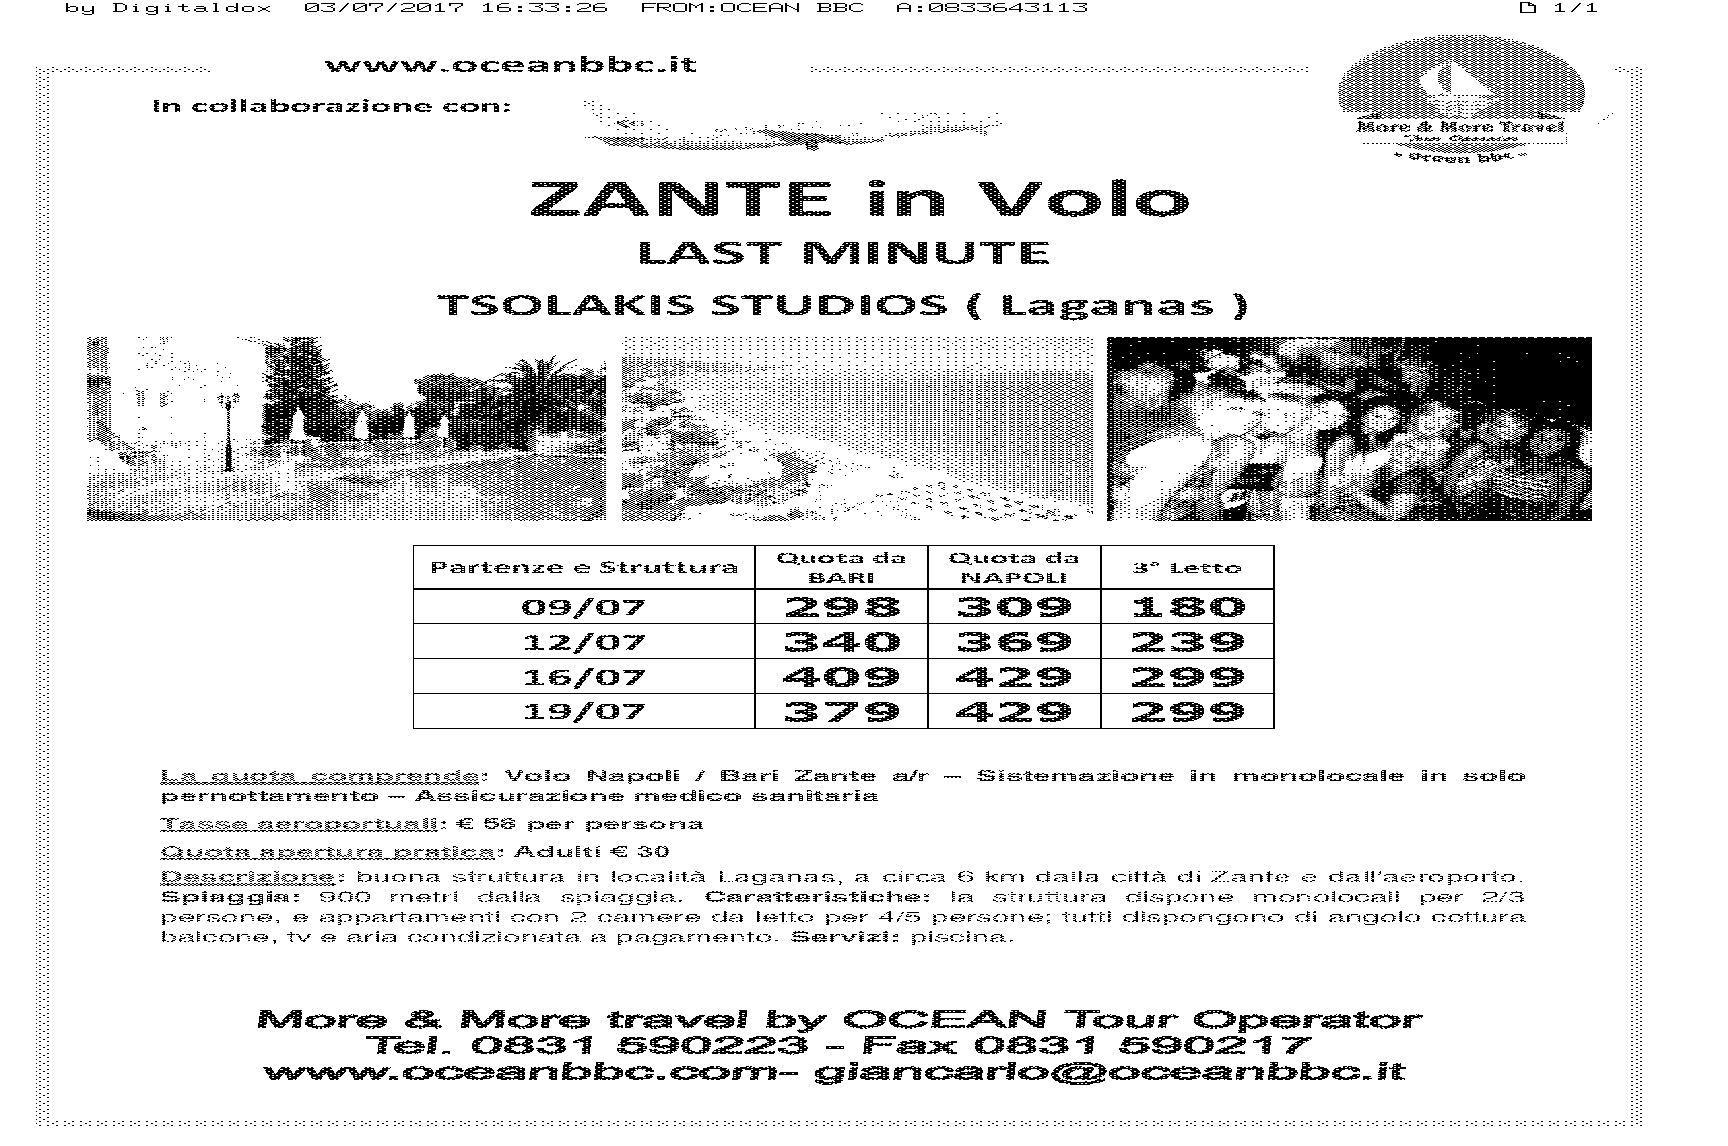 by Digitaldox 03/07/2017 16:33:26 FROM:OCEAN BBC A:0833643113 1/1
www.oceanbbc.it
In collaborazione con:
More & More Travel
* Ocean bbc *
ZANTE in Volo
LAST MINUTE
TSOLAKIS STUDIOS ( Laganas )
Partenze e Struttura Quota da BARI Quota da NAPOLI 3° Letto
09/07 298 309 180
12/07 340 369 239
16/07 409 429 299
19/07 379 429 299
La quota comprende: Volo Napoli / Bari Zante a/r – Sistemazione in monolocale in solo
pernottamento – Assicurazione medico sanitaria
Tasse aeroportuali: € 56 per persona
Quota apertura pratica: Adulti € 30
Descrizione: buona struttura in località Laganas, a circa 6 km dalla città di Zante e dall'aeroporto.
Spiaggia: 900 metri dalla spiaggia. Caratteristiche: la struttura dispone monolocali per 2/3
persone, e appartamenti con 2 camere da letto per 4/5 persone; tutti dispongono di angolo cottura
balcone, tv e aria condizionata a pagamento. Servizi: piscina.
More & More travel by OCEAN Tour Operator
Tel. 0831 590223 - Fax 0831 590217
www.oceanbbc.com- giancarlo@oceanbbc.it